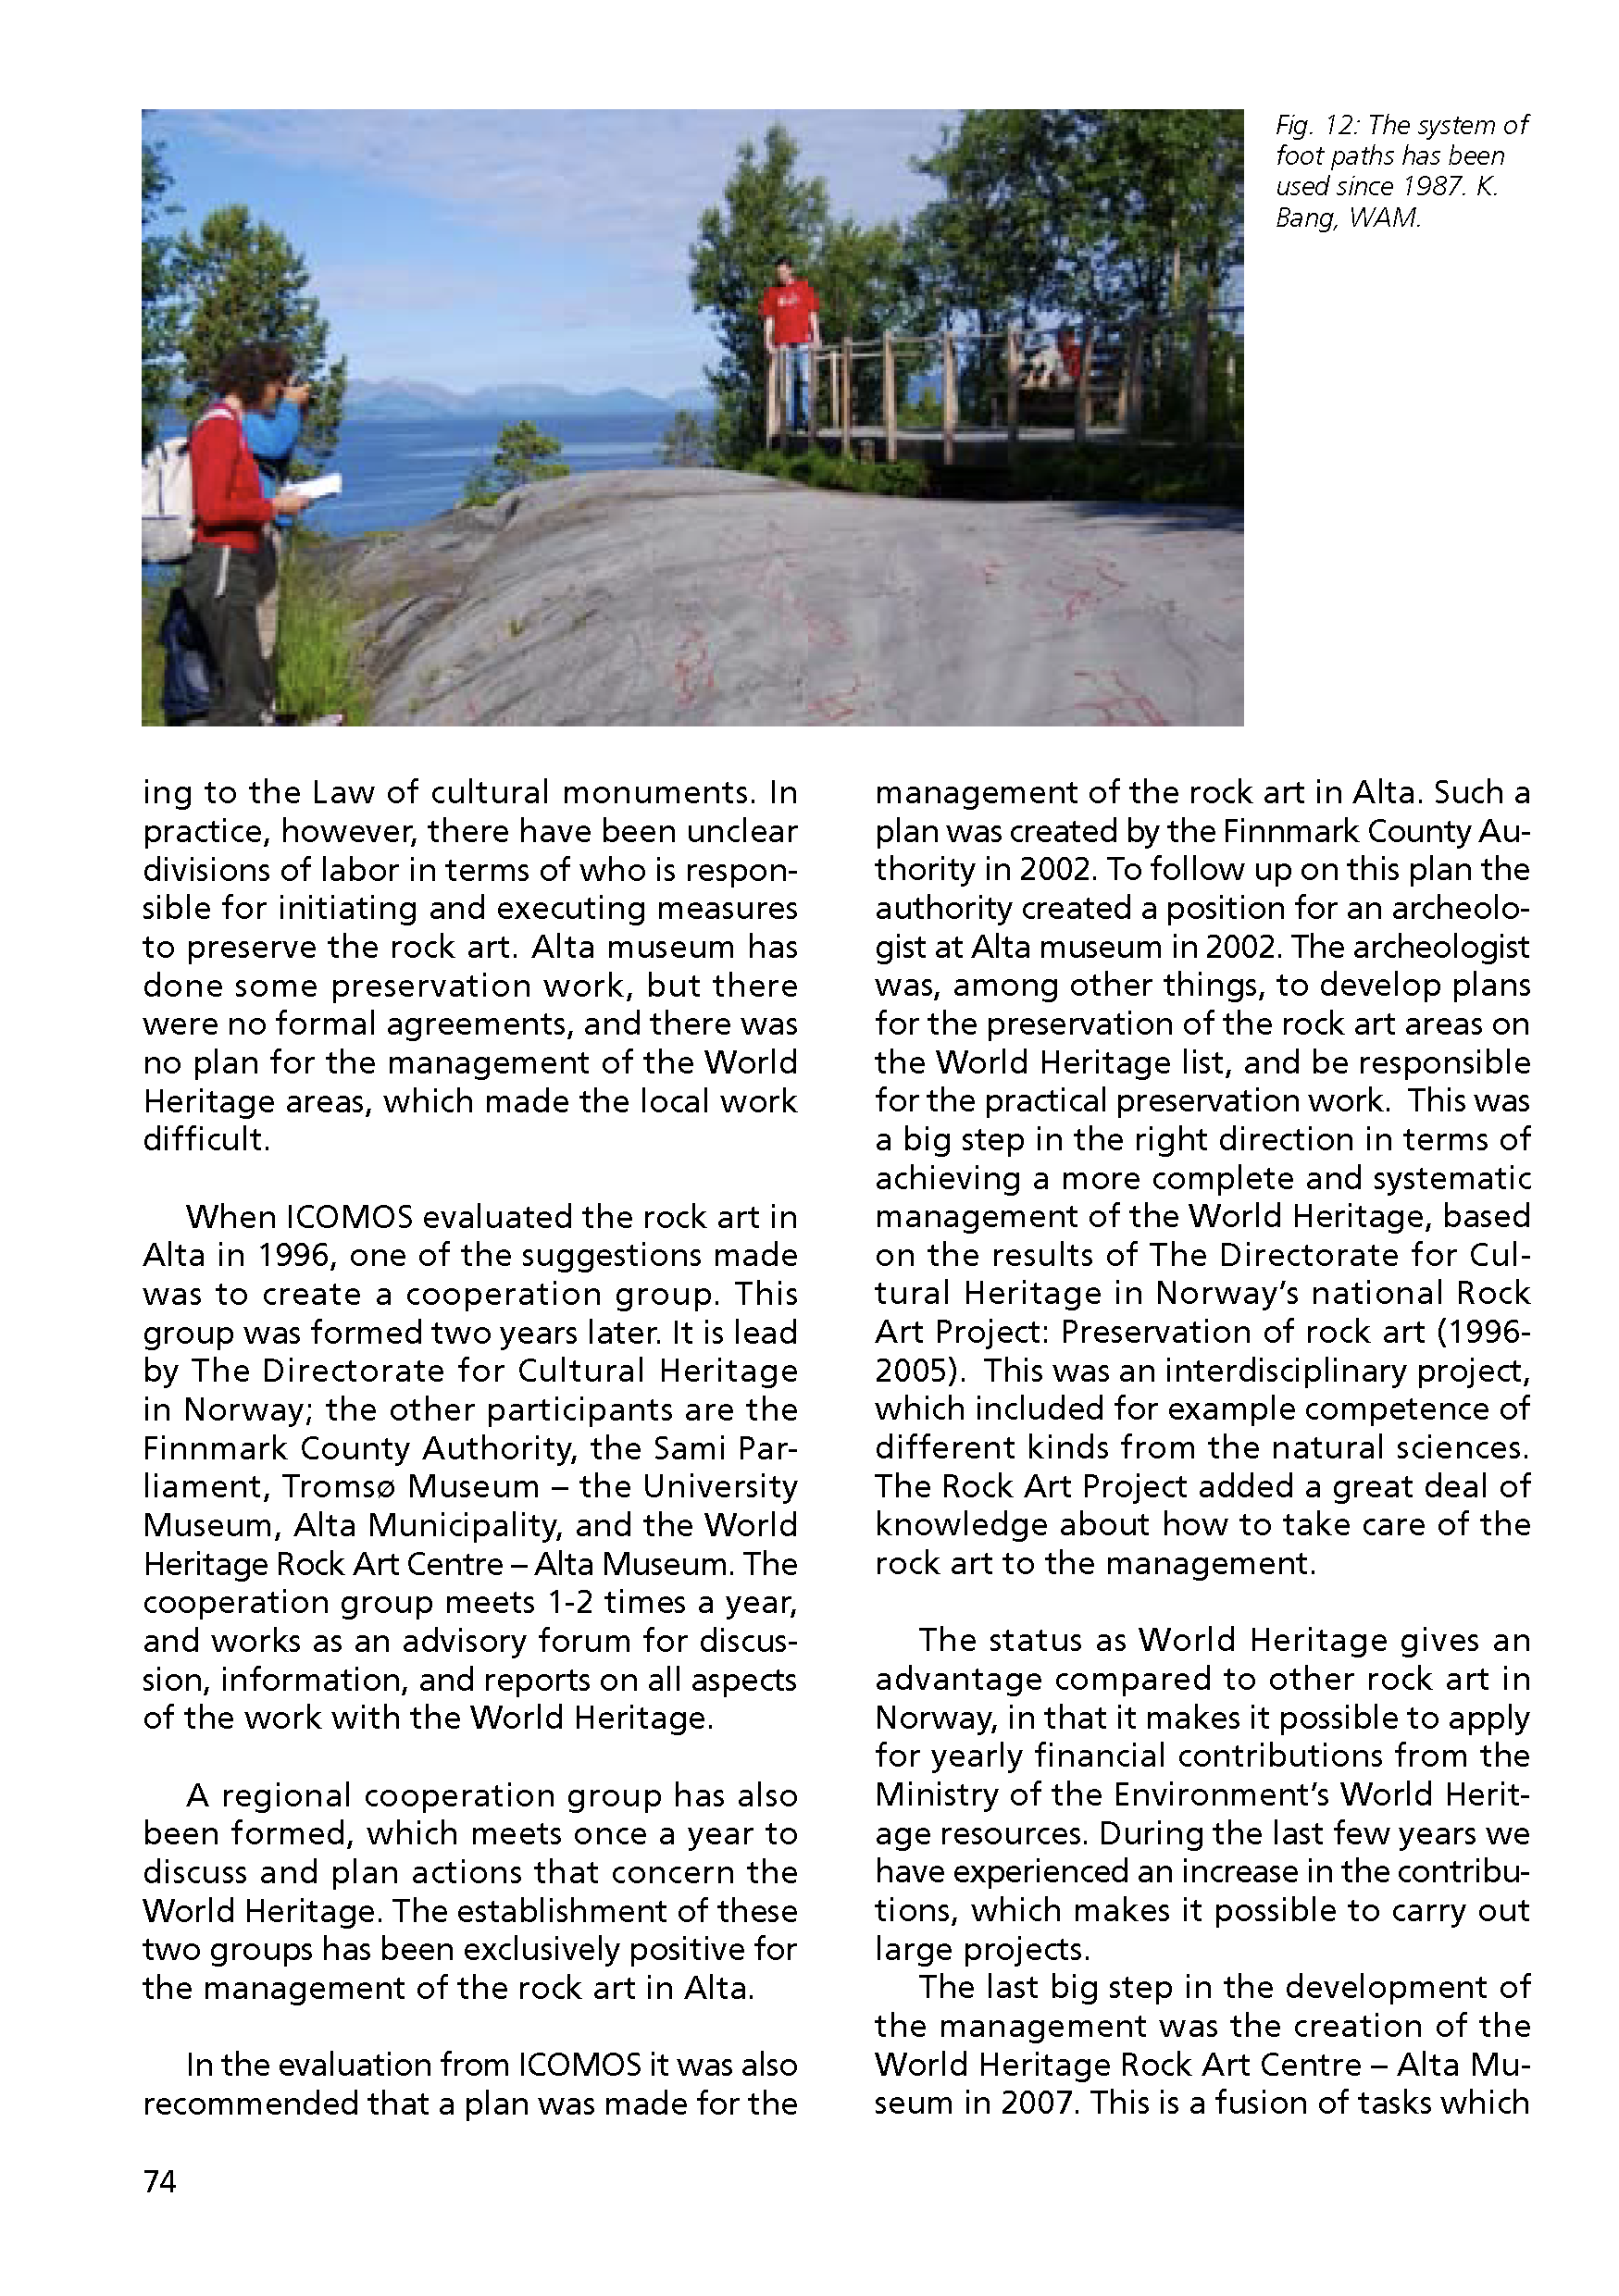 Fig. 12: The system of
foot paths has been
used since 1987. K.
Bang, WAM.
ing to the Law of cultural monuments. In
practice, however, there have been unclear
divisions of labor in terms of who is respon-
sible for initiating and executing measures
to preserve the rock art. Alta museum has
done some preservation work, but there
were no formal agreements, and there was
no plan for the management of the World
Heritage areas, which made the local work
difficult.
When ICOMOS evaluated the rock art in
Alta in 1996, one of the suggestions made
was to create a cooperation group. This
group was formed two years later. It is lead
by The Directorate for Cultural Heritage
in Norway; the other participants are the
Finnmark County Authority, the Sami Par-
liament, Tromsø Museum – the University
Museum, Alta Municipality, and the World
Heritage Rock Art Centre – Alta Museum. The
cooperation group meets 1-2 times a year,
and works as an advisory forum for discus-
sion, information, and reports on all aspects
of the work with the World Heritage.
A regional cooperation group has also
been formed, which meets once a year to
discuss and plan actions that concern the
World Heritage. The establishment of these
two groups has been exclusively positive for
the management of the rock art in Alta.
In the evaluation from ICOMOS it was also
recommended that a plan was made for the
management of the rock art in Alta. Such a
plan was created by the Finnmark County Au-
thority in 2002. To follow up on this plan the
authority created a position for an archeolo-
gist at Alta museum in 2002. The archeologist
was, among other things, to develop plans
for the preservation of the rock art areas on
the World Heritage list, and be responsible
for the practical preservation work.  This was
a big step in the right direction in terms of
achieving a more complete and systematic
management of the World Heritage, based
on the results of The Directorate for Cul-
tural Heritage in Norway’s national Rock
Art Project: Preservation of rock art (1996-
2005).  This was an interdisciplinary project,
which included for example competence of
different kinds from the natural sciences.
The Rock Art Project added a great deal of
knowledge about how to take care of the
rock art to the management.
The status as World Heritage gives an
advantage compared to other rock art in
Norway, in that it makes it possible to apply
for yearly financial contributions from the
Ministry of the Environment’s World Herit-
age resources. During the last few years we
have experienced an increase in the contribu-
tions, which makes it possible to carry out
large projects.
The last big step in the development of
the management was the creation of the
World Heritage Rock Art Centre – Alta Mu-
seum in 2007. This is a fusion of tasks which
74